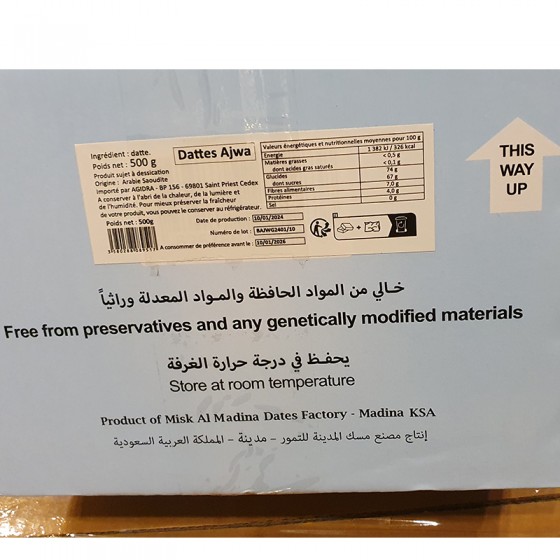 Ingrédient : datte.
Poids net : 500 g
Dattes Ajwa
Produit sujet à dessication
Origine : Arabie Saoudite
Importé par AGIDRA - BP 156 - 69801 Saint Priest Cedex
A conserver à l'abri de la chaleur, de la lumière et
de l'humidité. Pour mieux préserver la fraîcheur
de votre produit, vous pouvez le conserver au réfrigérateur.
Poids net : 500g
Date de production : 10/01/2024
Numéro de lot : BAJWG2401/10
A consommer de préférence avant le : 10/01/2026
Valeurs énergétiques et nutritionnelles moyennes pour 100 g
Energie 1 382 kJ / 326 kcal
Matières grasses < 0,5 g
dont acides gras saturés < 0,1 g
Glucides 74 g
dont sucres 67 g
Fibres alimentaires 7,0 g
Protéines 4,0 g
Sel 0 g
THIS
WAY
UP
خالي من المواد الحافظة والمواد المعدلة وراثياً
Free from preservatives and any genetically modified materials
يحفظ في درجة حرارة الغرفة
Store at room temperature
Product of Misk Al Madina Dates Factory - Madina KSA
إنتاج مصنع مسك المدينة للتمور - مدينة - المملكة العربية السعودية